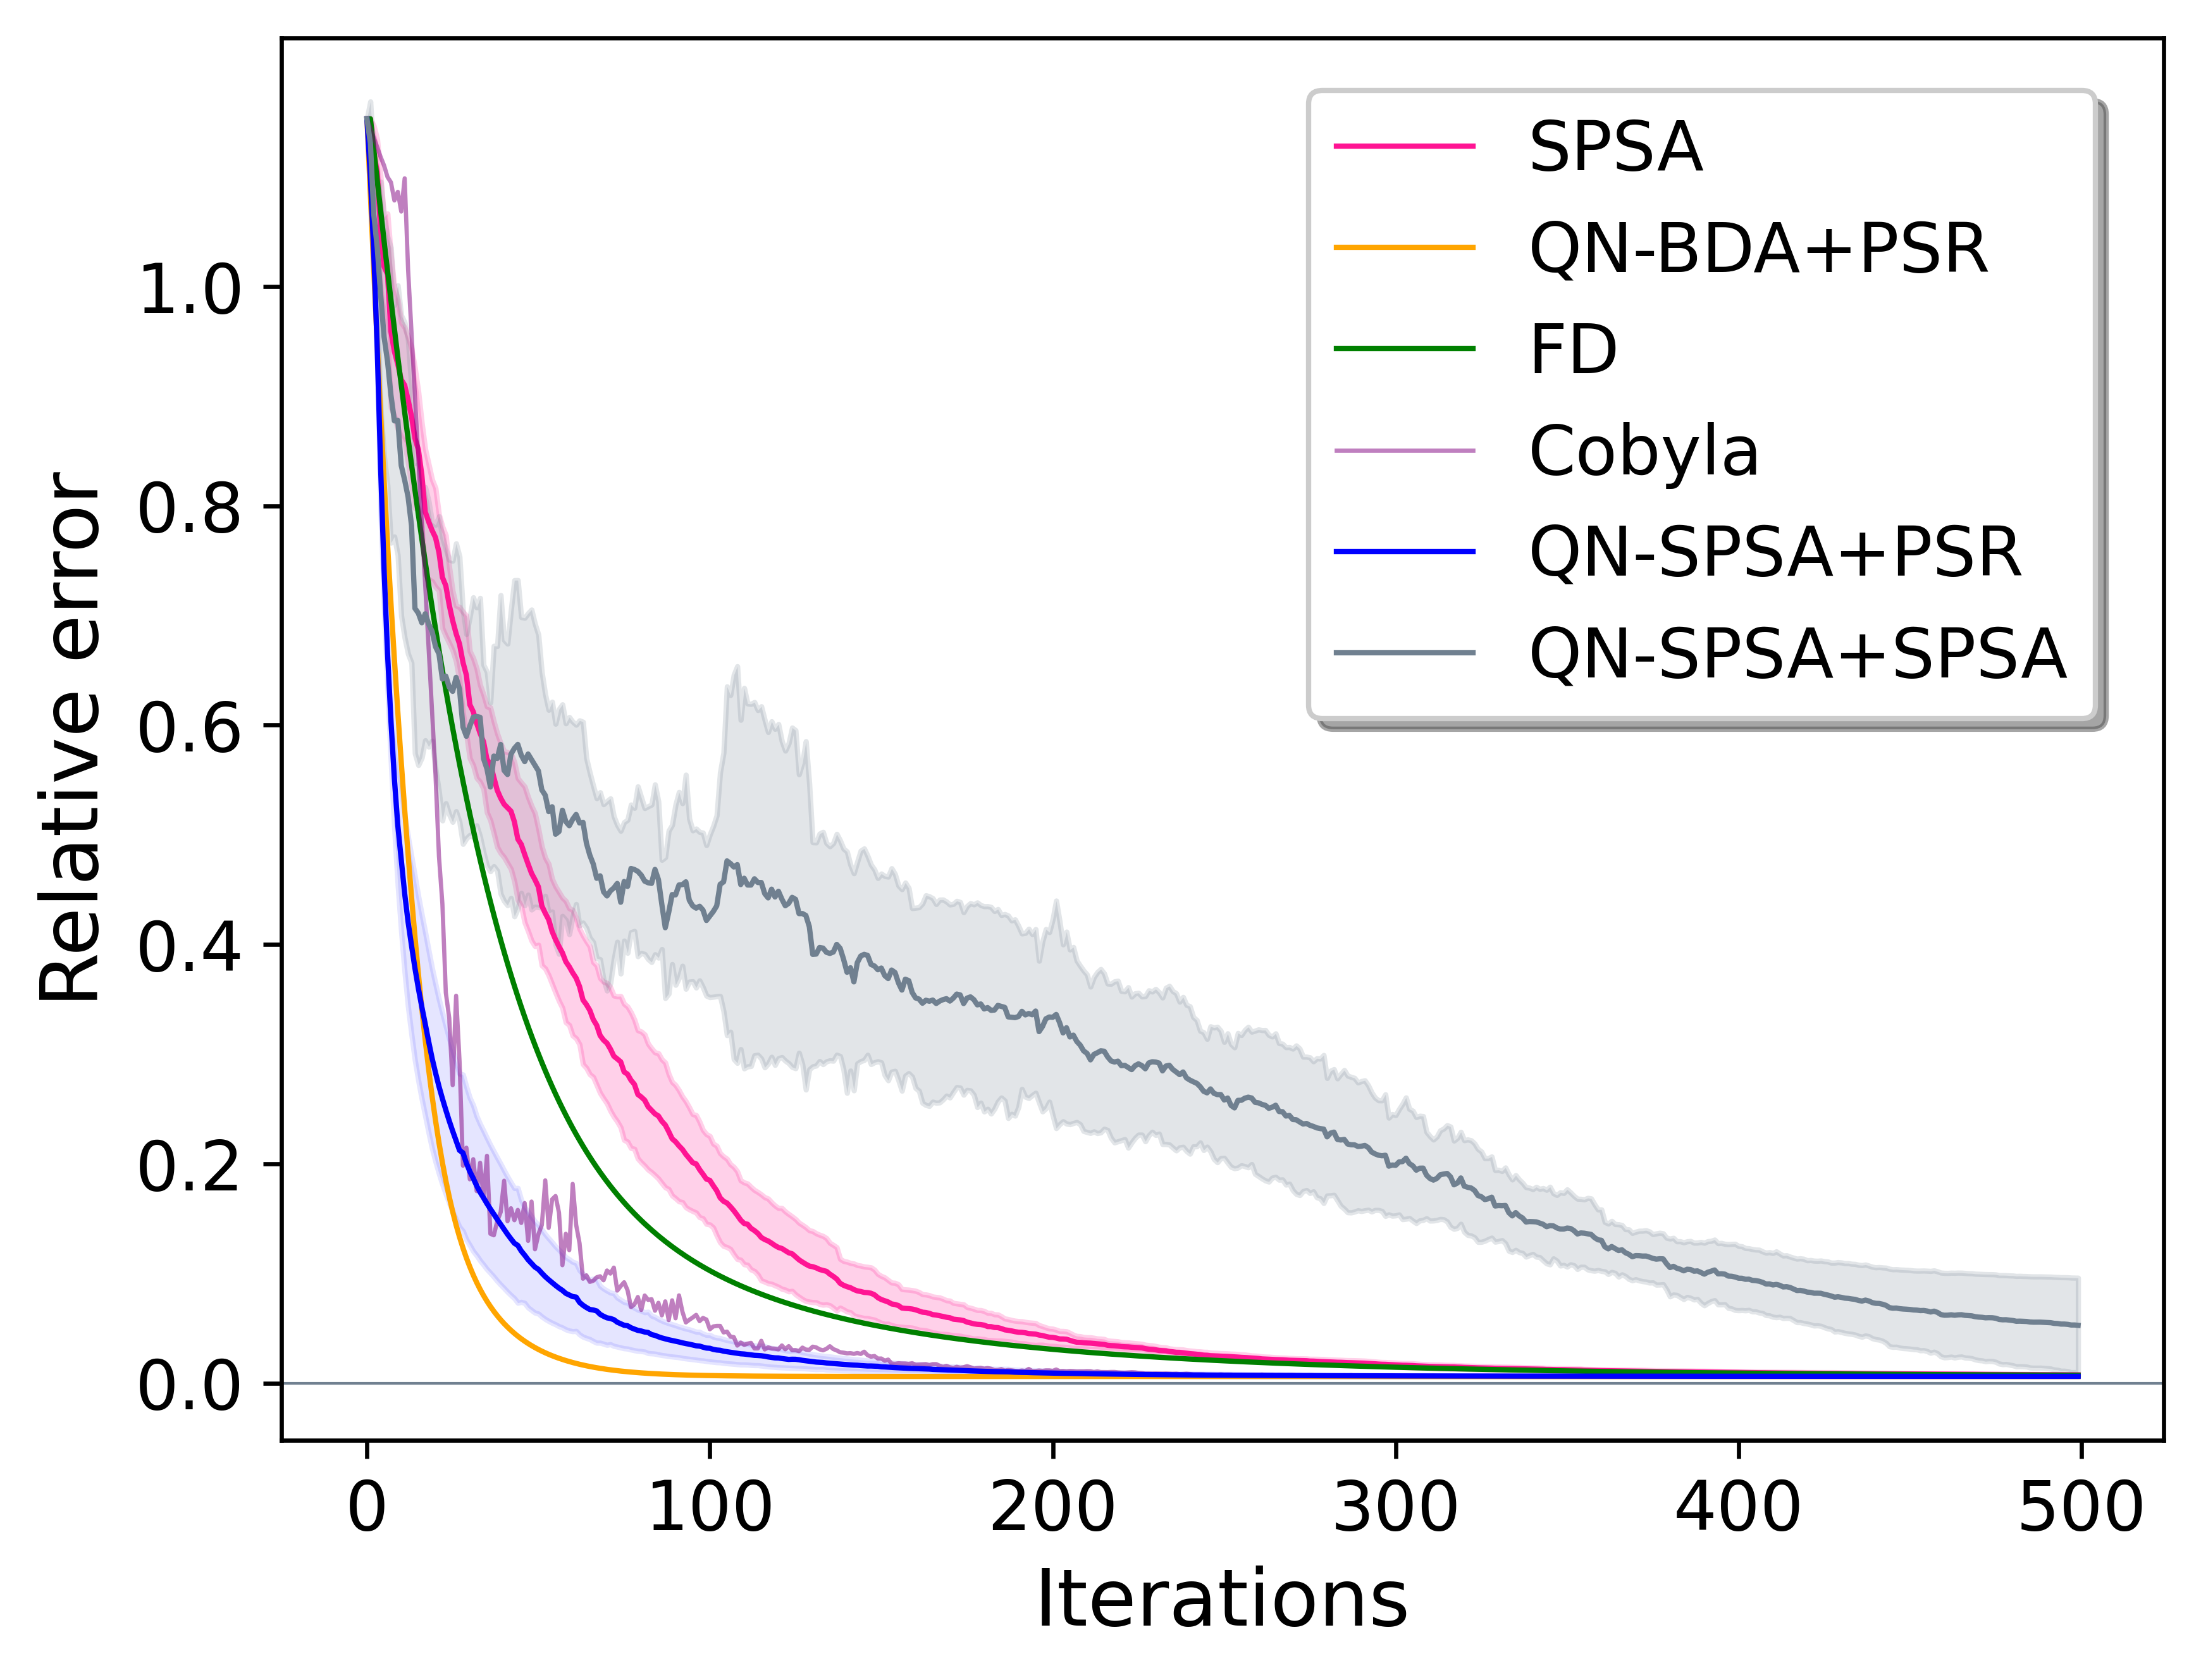 SPSA
QN-BDA+PSR
FD
Cobyla
QN-SPSA+PSR
QN-SPSA+SPSA
Relative error
1.0
0.8
0.6
0.4
0.2
0.0
0 100 200 300 400 500
Iterations